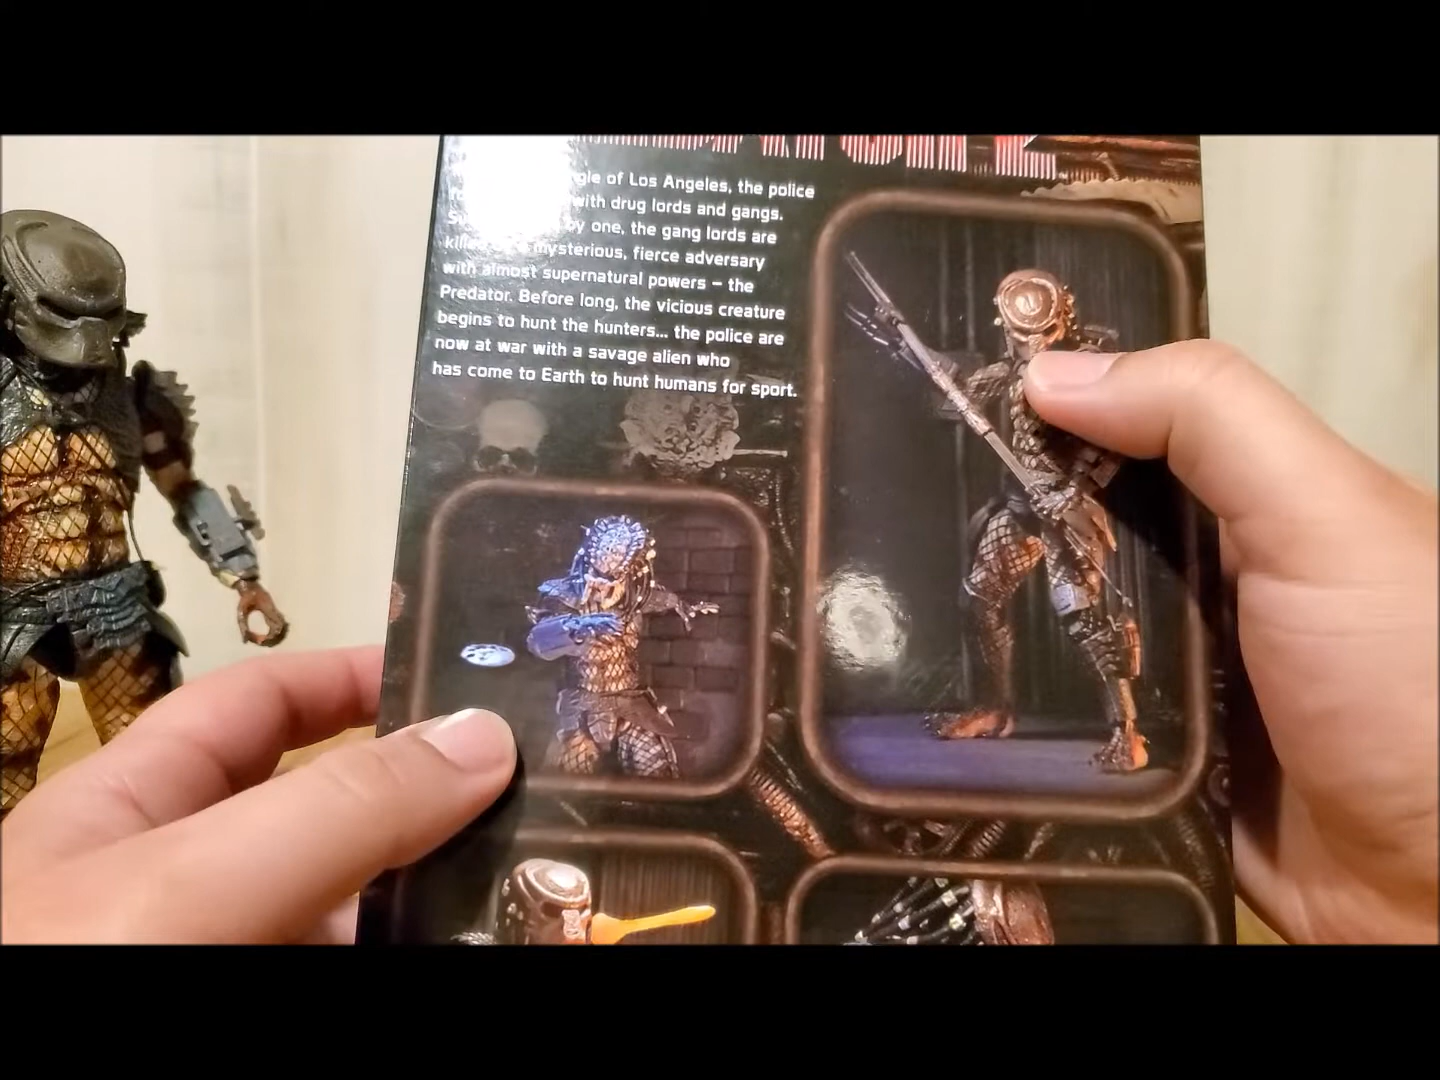 of Los Angeles, the police
with drug lords and gangs.
by one, the gang lords are
mysterious, fierce adversary
with almost supernatural powers – the
Predator. Before long, the vicious creature
begins to hunt the hunters... the police are
now at war with a savage alien who
has come to Earth to hunt humans for sport.